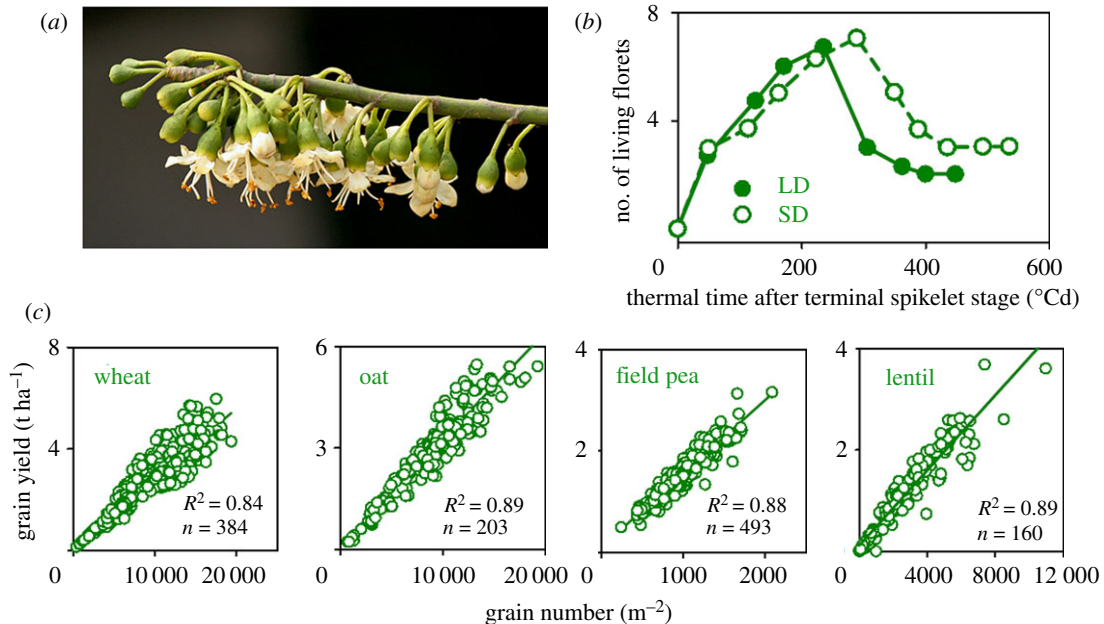 (a)
(b)
8
4
no. of living florets
LD
SD
0
200
400
600
thermal time after terminal spikelet stage (°Cd)
(c)
8
4
grain yield (t ha⁻¹)
wheat
R² = 0.84
n = 384
0
10 000
20 000
6
3
oat
R² = 0.89
n = 203
0
10 000
20 000
4
2
field pea
R² = 0.88
n = 493
0
1000
2000
4
2
lentil
R² = 0.89
n = 160
0
4000
8000
12 000
grain number (m⁻²)